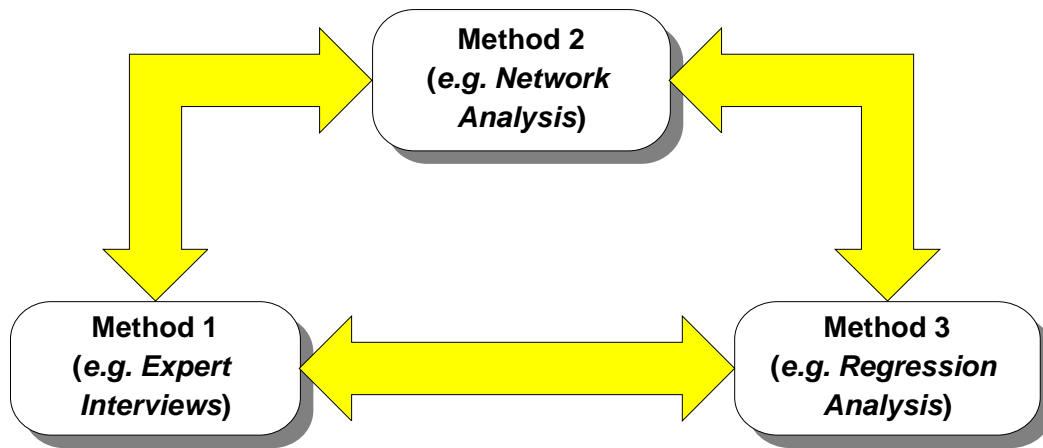 Method 2
(e.g. Network
Analysis)
Method 1
(e.g. Expert
Interviews)
Method 3
(e.g. Regression
Analysis)